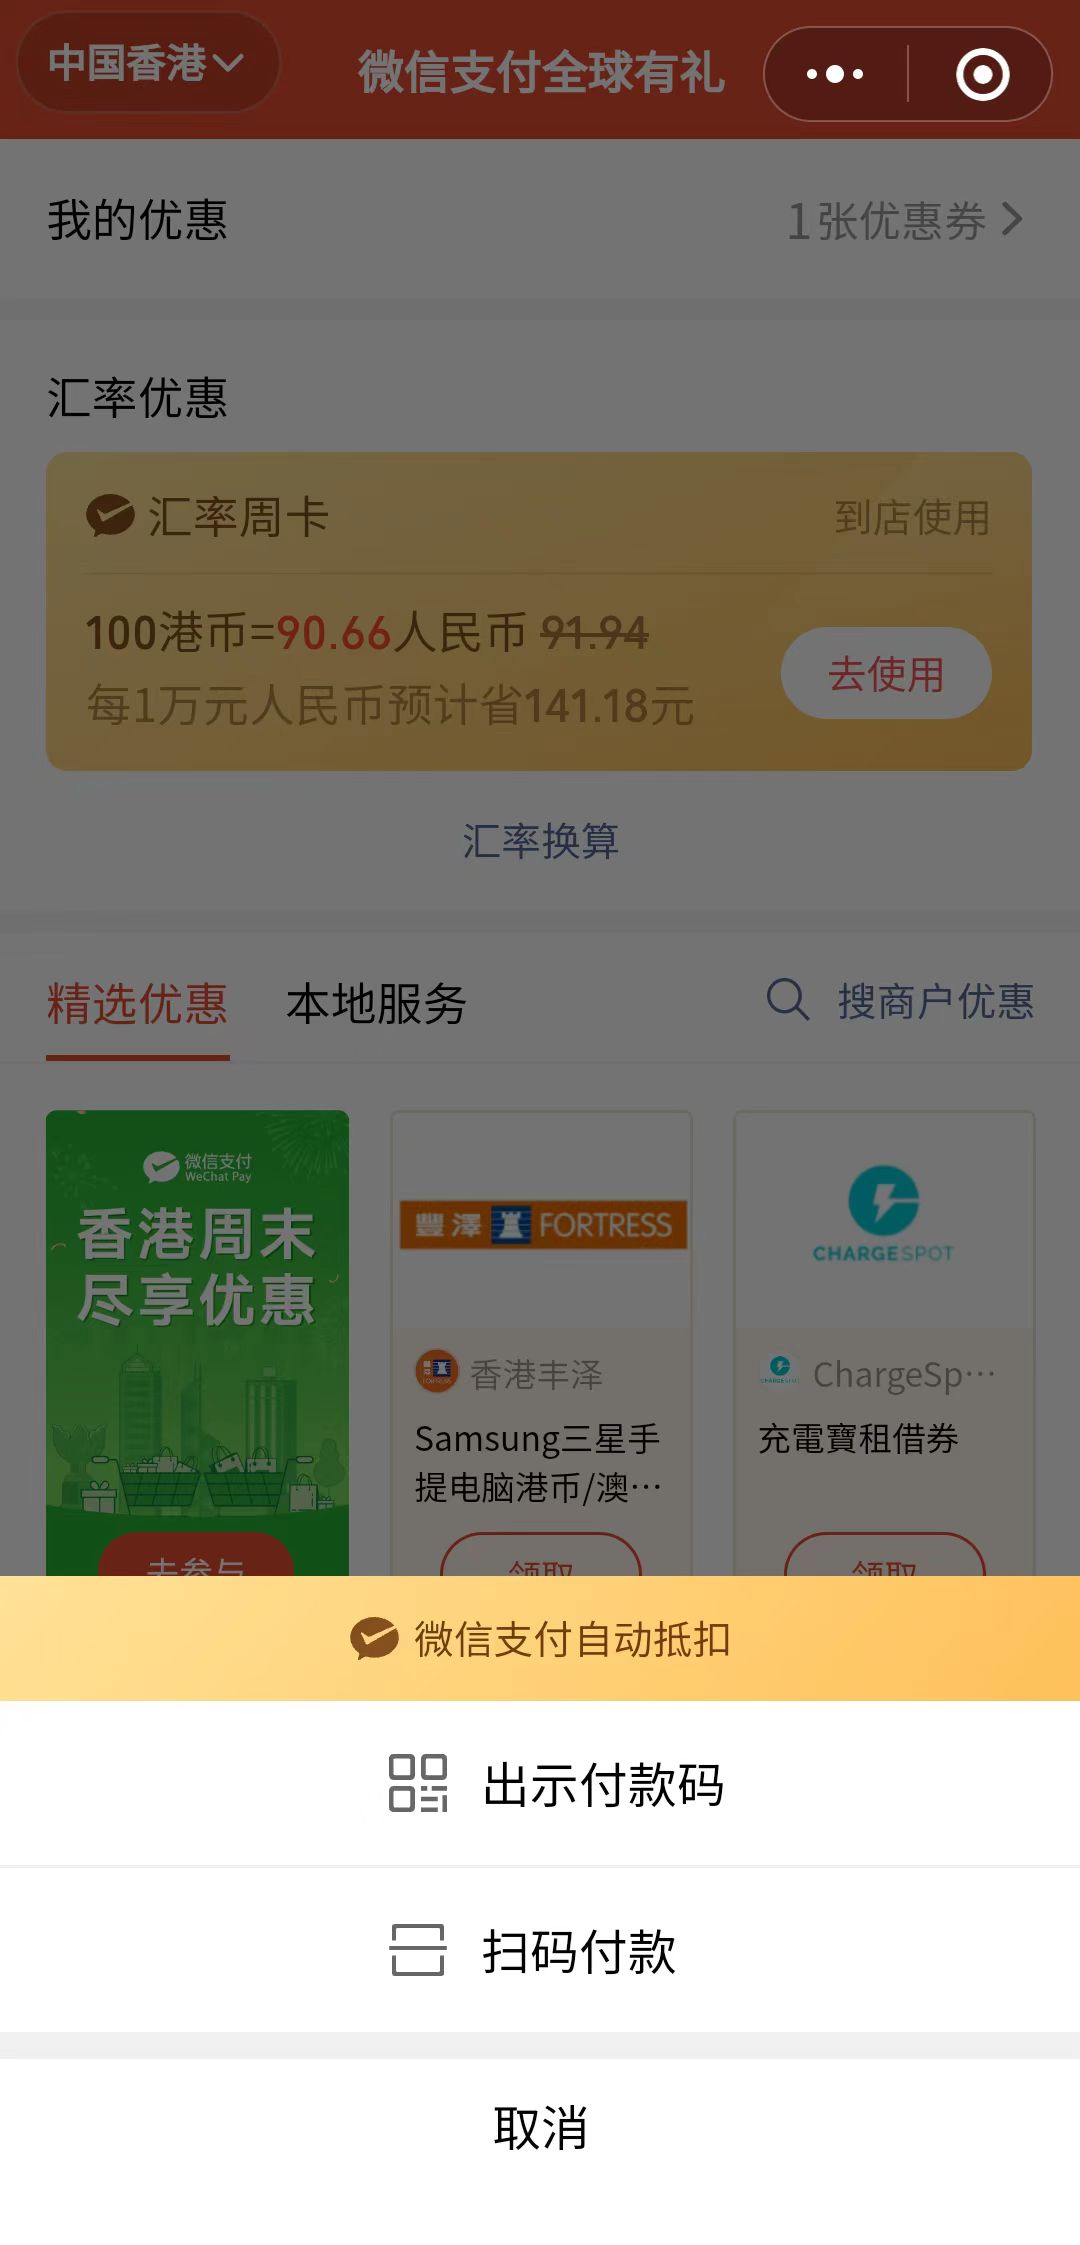 中国香港
微信支付全球有礼
我的优惠
1张优惠券
汇率优惠
汇率周卡
到店使用
100港币=90.66人民币 91.94
每1万元人民币预计省141.18元
去使用
汇率换算
精选优惠
本地服务
搜商户优惠
微信支付
WeChat Pay
香港周末
尽享优惠
去参与
豐澤 FORTRESS
香港丰泽
Samsung三星手
提电脑港币/澳…
领取
CHARGESPOT
ChargeSp…
充電寶租借券
领取
微信支付自动抵扣
出示付款码
扫码付款
取消